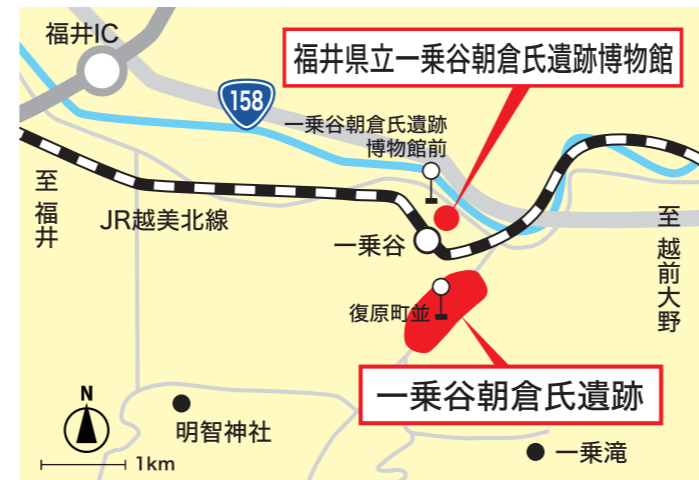 福井IC
福井県立一乗谷朝倉氏遺跡博物館
158
一乗谷朝倉氏遺跡
博物館前
至 福井
JR越美北線
一乗谷
至 越前大野
復原町並
一乗谷朝倉氏遺跡
N
明智神社
一乗滝
1km